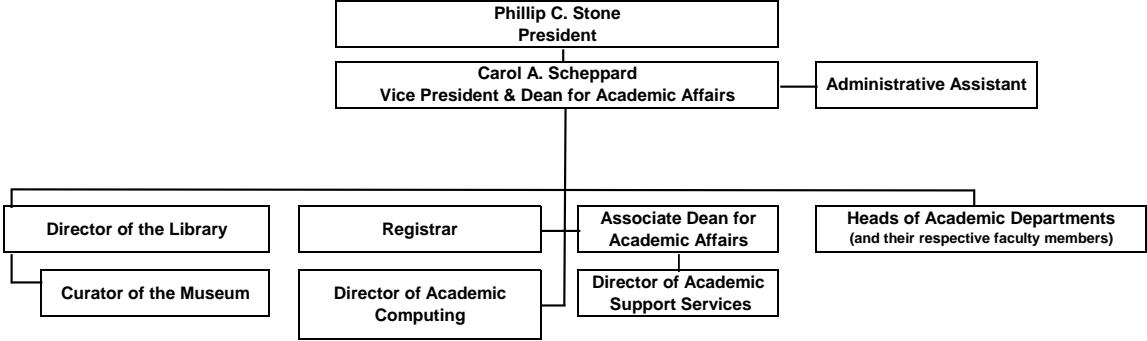 Phillip C. Stone
President
Carol A. Scheppard
Vice President & Dean for Academic Affairs
Administrative Assistant
Director of the Library
Registrar
Associate Dean for
Academic Affairs
Heads of Academic Departments
(and their respective faculty members)
Curator of the Museum
Director of Academic
Computing
Director of Academic
Support Services